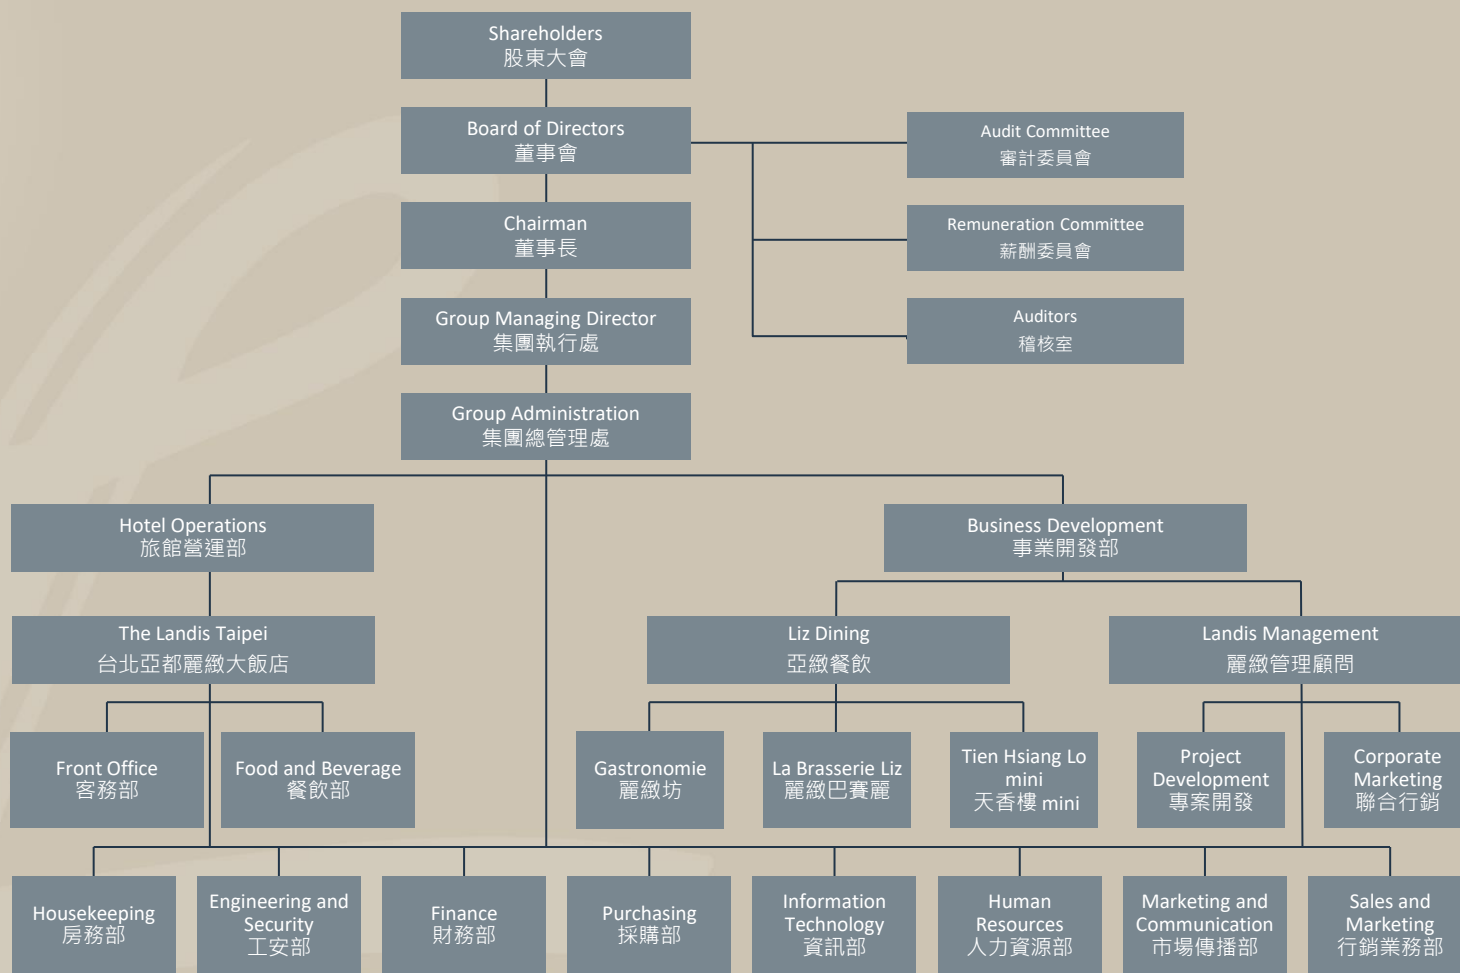 Shareholders
股東大會
Board of Directors
董事會
Audit Committee
審計委員會
Chairman
董事長
Remuneration Committee
薪酬委員會
Group Managing Director
集團執行處
Auditors
稽核室
Group Administration
集團總管理處
Hotel Operations
旅館營運部
Business Development
事業開發部
The Landis Taipei
台北亞都麗緻大飯店
Liz Dining
亞緻餐飲
Landis Management
麗緻管理顧問
Front Office
客務部
Food and Beverage
餐飲部
Gastronomie
麗緻坊
La Brasserie Liz
麗緻巴賽麗
Tien Hsiang Lo
mini
天香樓 mini
Project
Development
專案開發
Corporate
Marketing
聯合行銷
Housekeeping
房務部
Engineering and
Security
工安部
Finance
財務部
Purchasing
採購部
Information
Technology
資訊部
Human
Resources
人力資源部
Marketing and
Communication
市場傳播部
Sales and
Marketing
行銷業務部